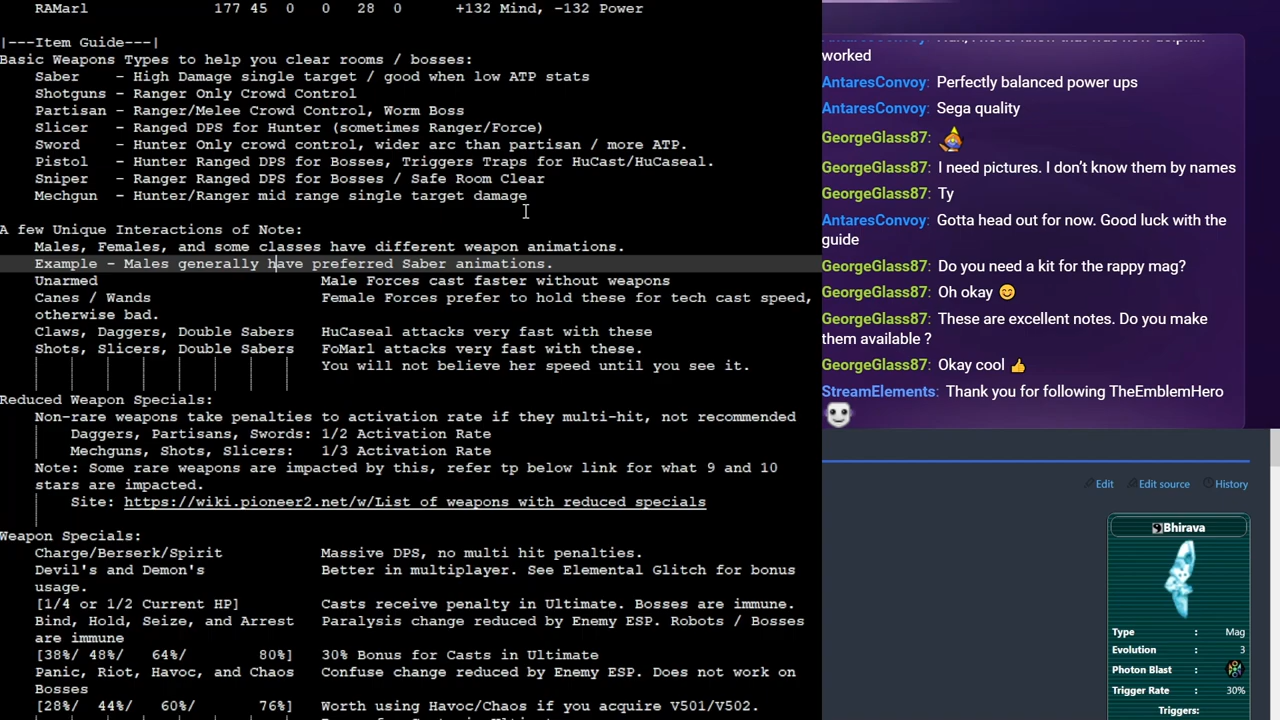 RAMarl 177 45 0 0 28 0 +132 Mind, -132 Power
|---Item Guide---|
Basic Weapons Types to help you clear rooms / bosses:
Saber - High Damage single target / good when low ATP stats
Shotguns - Ranger Only Crowd Control
Partisan - Ranger/Melee Crowd Control, Worm Boss
Slicer - Ranged DPS for Hunter (sometimes Ranger/Force)
Sword - Hunter Only crowd control, wider arc than partisan / more ATP.
Pistol - Hunter Ranged DPS for Bosses, Triggers Traps for HuCast/HuCaseal.
Sniper - Ranger Ranged DPS for Bosses / Safe Room Clear
Mechgun - Hunter/Ranger mid range single target damage
A few Unique Interactions of Note:
Males, Females, and some classes have different weapon animations.
Example - Males generally have preferred Saber animations.
Unarmed Male Forces cast faster without weapons
Canes / Wands Female Forces prefer to hold these for tech cast speed,
otherwise bad.
Claws, Daggers, Double Sabers HuCaseal attacks very fast with these
Shots, Slicers, Double Sabers FoMarl attacks very fast with these.
You will not believe her speed until you see it.
Reduced Weapon Specials:
Non-rare weapons take penalties to activation rate if they multi-hit, not recommended
Daggers, Partisans, Swords: 1/2 Activation Rate
Mechguns, Shots, Slicers: 1/3 Activation Rate
Note: Some rare weapons are impacted by this, refer tp below link for what 9 and 10
stars are impacted.
Site: https://wiki.pioneer2.net/w/List of weapons with reduced specials
Weapon Specials:
Charge/Berserk/Spirit Massive DPS, no multi hit penalties.
Devil's and Demon's Better in multiplayer. See Elemental Glitch for bonus
usage.
[1/4 or 1/2 Current HP] Casts receive penalty in Ultimate. Bosses are immune.
Bind, Hold, Seize, and Arrest Paralysis change reduced by Enemy ESP. Robots / Bosses
are immune
[38%/ 48%/ 64%/ 80%] 30% Bonus for Casts in Ultimate
Panic, Riot, Havoc, and Chaos Confuse change reduced by Enemy ESP. Does not work on
Bosses
[28%/ 44%/ 60%/ 76%] Worth using Havoc/Chaos if you acquire V501/V502.
worked
AntaresConvoy: Perfectly balanced power ups
AntaresConvoy: Sega quality
GeorgeGlass87:
GeorgeGlass87: I need pictures. I don't know them by names
GeorgeGlass87: Ty
AntaresConvoy: Gotta head out for now. Good luck with the
guide
GeorgeGlass87: Do you need a kit for the rappy mag?
GeorgeGlass87: Oh okay 😊
GeorgeGlass87: These are excellent notes. Do you make
them available ?
GeorgeGlass87: Okay cool 👍
StreamElements: Thank you for following TheEmblemHero
Edit Edit source History
Bhirava
Type : Mag
Evolution : 3
Photon Blast :
Trigger Rate : 30%
Triggers: